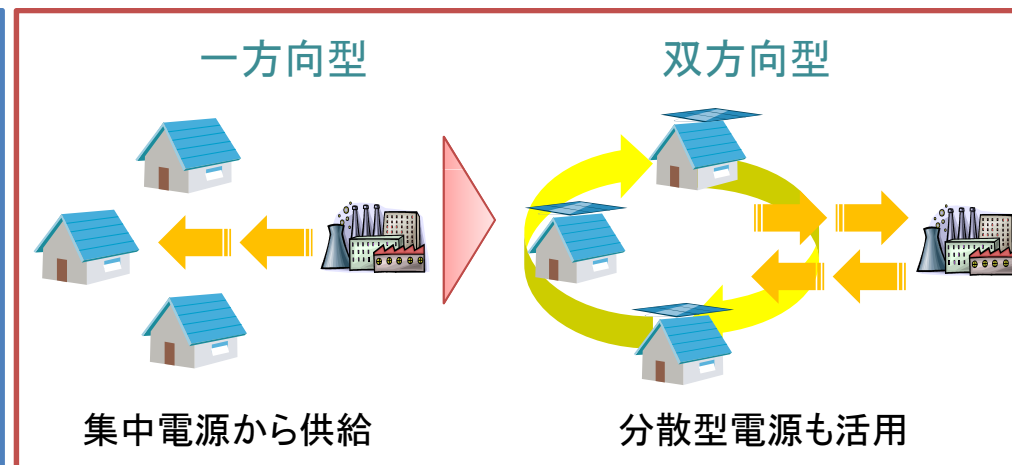 一方向型
双方向型
集中電源から供給
分散型電源も活用